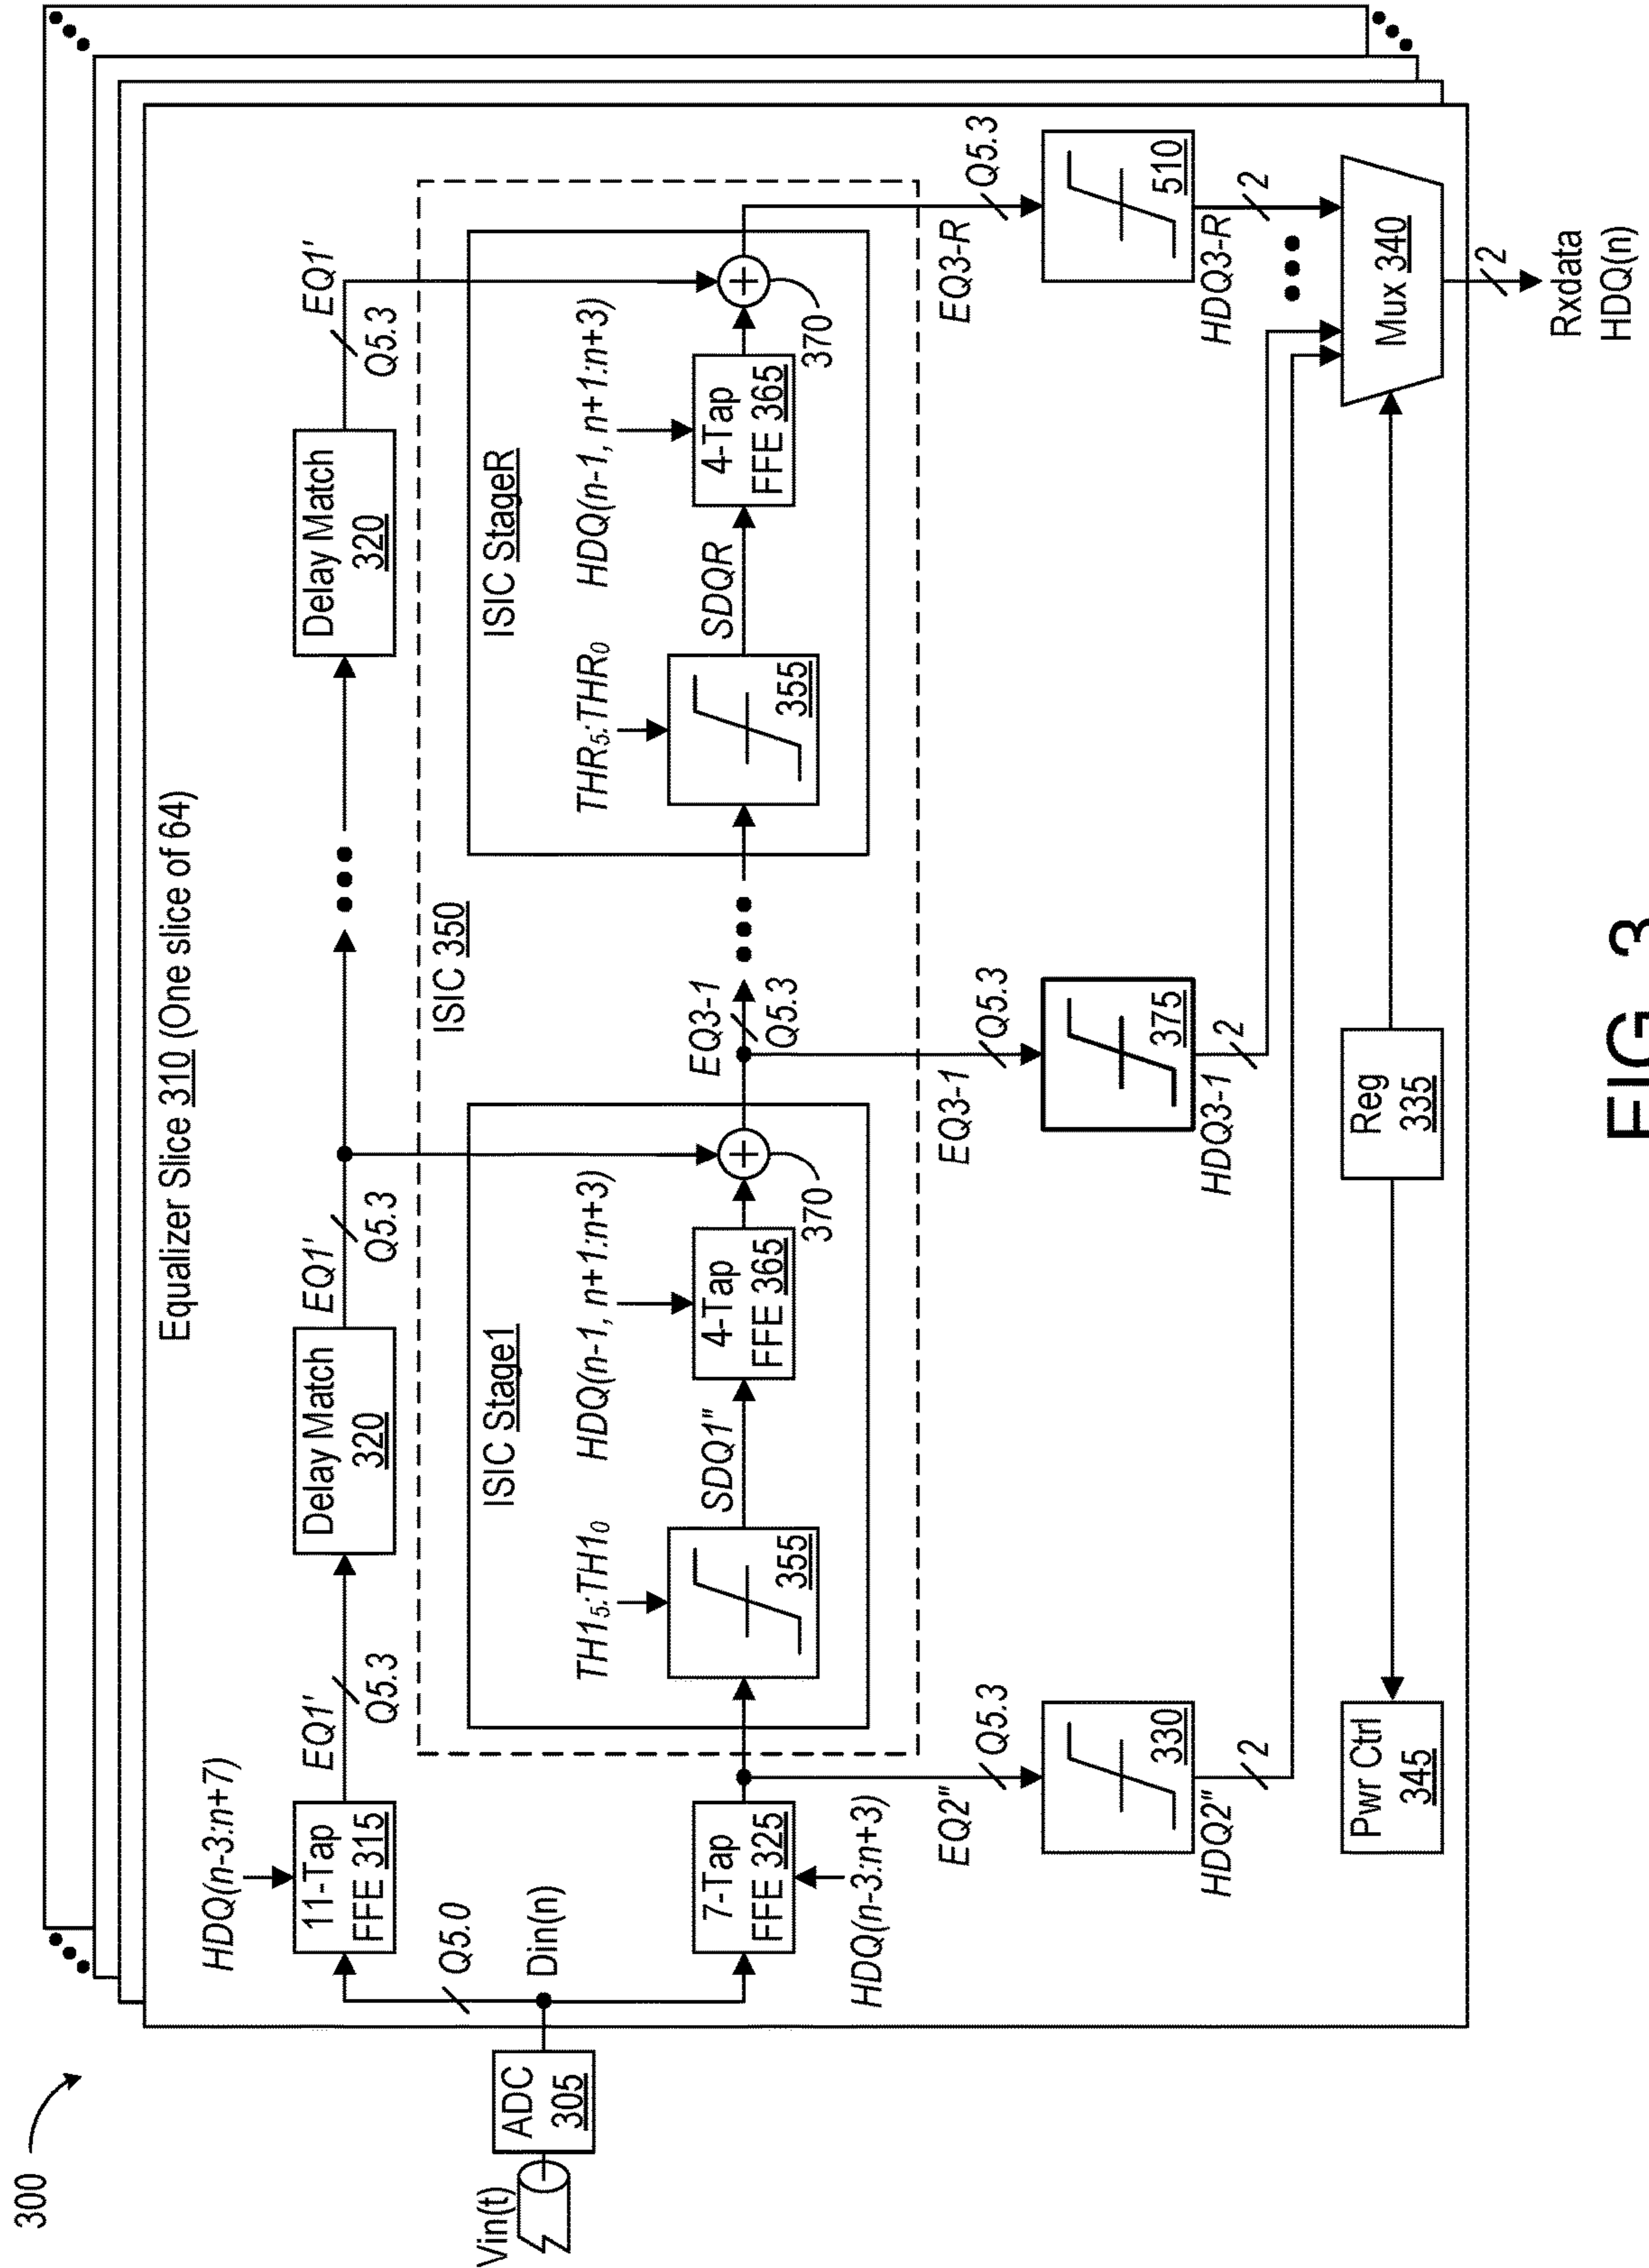 300
Equalizer Slice 310 (One slice of 64)
Vin(t)
ADC
305
Din(n)
Q5.0
HDQ(n-3:n+7)
11-Tap
FFE 315
EQ1'
Q5.3
Delay Match
320
EQ1'
Q5.3
Delay Match
320
EQ1'
Q5.3
7-Tap
FFE 325
HDQ(n-3:n+3)
ISIC 350
ISIC Stage1
TH1₅:TH1₀
355
SDQ1"
HDQ(n-1, n+1:n+3)
4-Tap
FFE 365
370
EQ3-1
Q5.3
ISIC StageR
THR₅:THR₀
355
SDQR
HDQ(n-1, n+1:n+3)
4-Tap
FFE 365
370
EQ2"
Q5.3
330
HDQ2"
2
EQ3-1
Q5.3
375
HDQ3-1
2
EQ3-R
Q5.3
510
HDQ3-R
2
Pwr Ctrl
345
Reg
335
Mux 340
2
Rxdata
HDQ(n)
FIG. 3